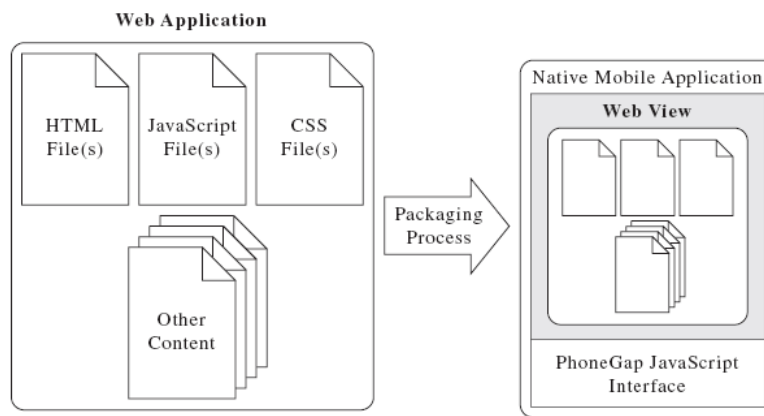 Web Application
HTML
File(s)
JavaScript
File(s)
CSS
File(s)
Other
Content
Packaging
Process
Native Mobile Application
Web View
PhoneGap JavaScript
Interface